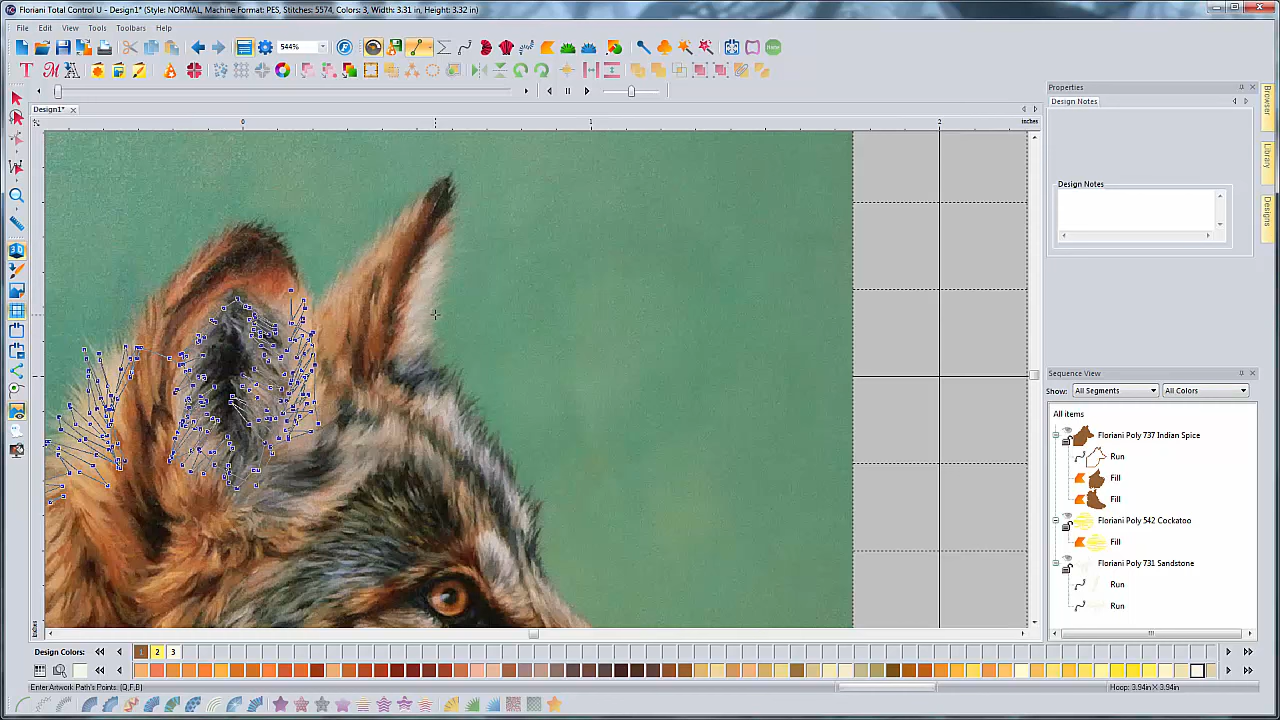 Floriani Total Control U - Design1* (Style: NORMAL, Machine Format: PES, Stitches: 5574, Colors: 3, Width: 3.31 in, Height: 3.32 in)
File Edit View Tools Toolbars Help
544%
Home
Design1*
Properties
Design Notes
0 1 2 inches
Design Notes
Browser
Library
Designs
Sequence View
Show: All Segments All Colors
All items
Floriani Poly 737 Indian Spice
Run
Fill
Fill
Floriani Poly 542 Cockatoo
Fill
Floriani Poly 731 Sandstone
Run
Run
inches
Design Colors: 1 2 3
Enter Artwork: Path's Points: (Q,F,B)
Hoop: 3.94in X 3.94in